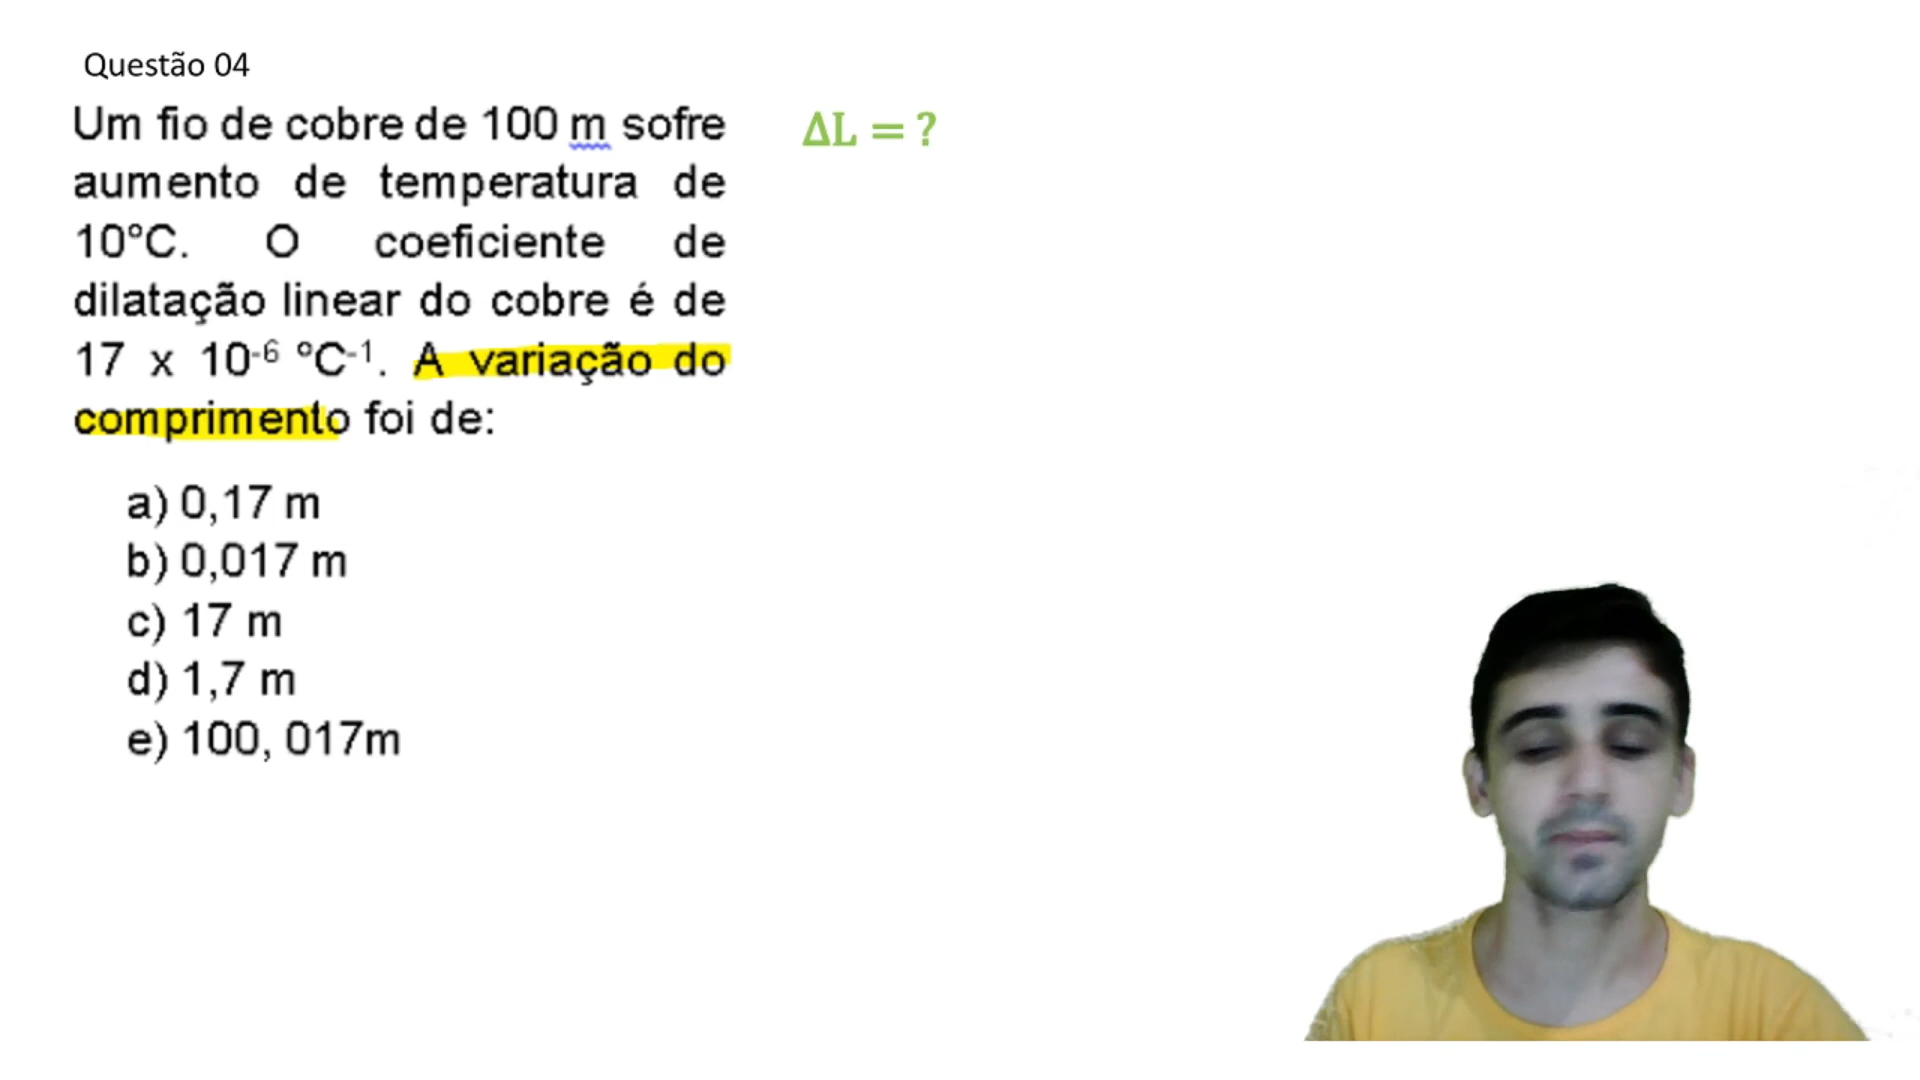 Questão 04
Um fio de cobre de 100 m sofre
aumento de temperatura de
10°C. O coeficiente de
dilatação linear do cobre é de
17 x 10⁻⁶ °C⁻¹. A variação do
comprimento foi de:
a) 0,17 m
b) 0,017 m
c) 17 m
d) 1,7 m
e) 100, 017m
ΔL = ?